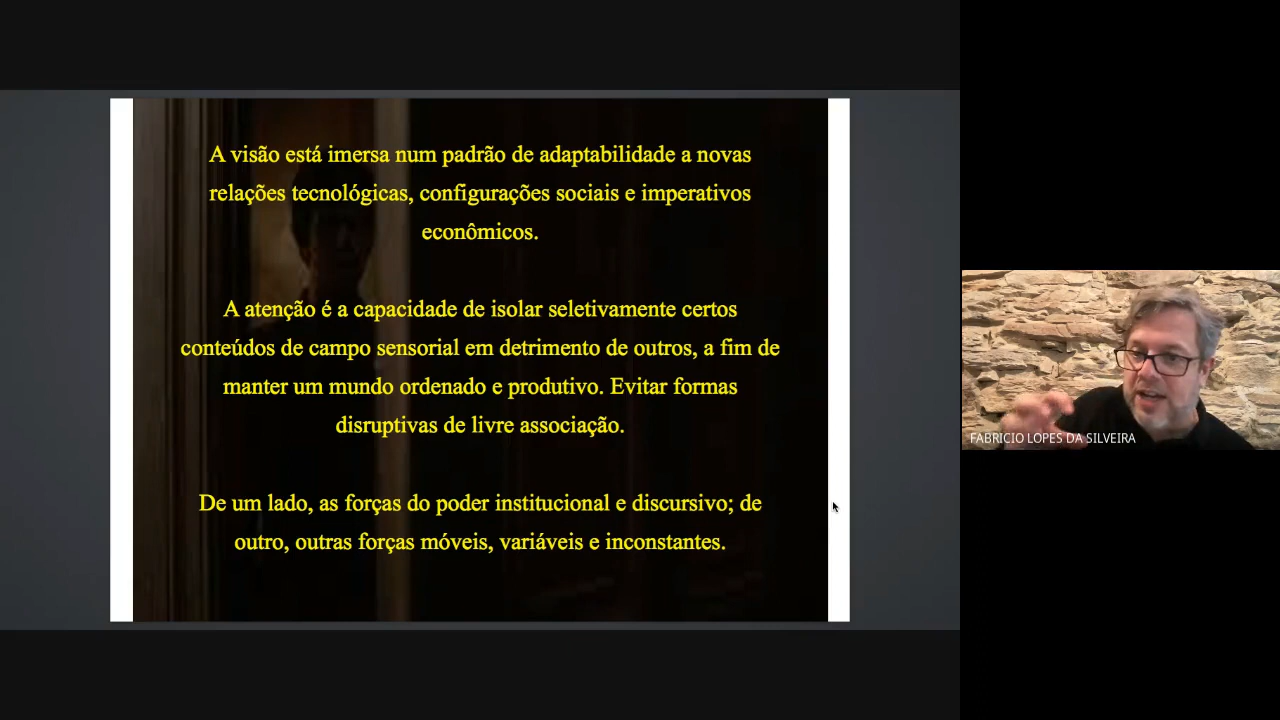 A visão está imersa num padrão de adaptabilidade a novas
relações tecnológicas, configurações sociais e imperativos
econômicos.
A atenção é a capacidade de isolar seletivamente certos
conteúdos de campo sensorial em detrimento de outros, a fim de
manter um mundo ordenado e produtivo. Evitar formas
disruptivas de livre associação.
De um lado, as forças do poder institucional e discursivo; de
outro, outras forças móveis, variáveis e inconstantes.
FABRICIO LOPES DA SILVEIRA